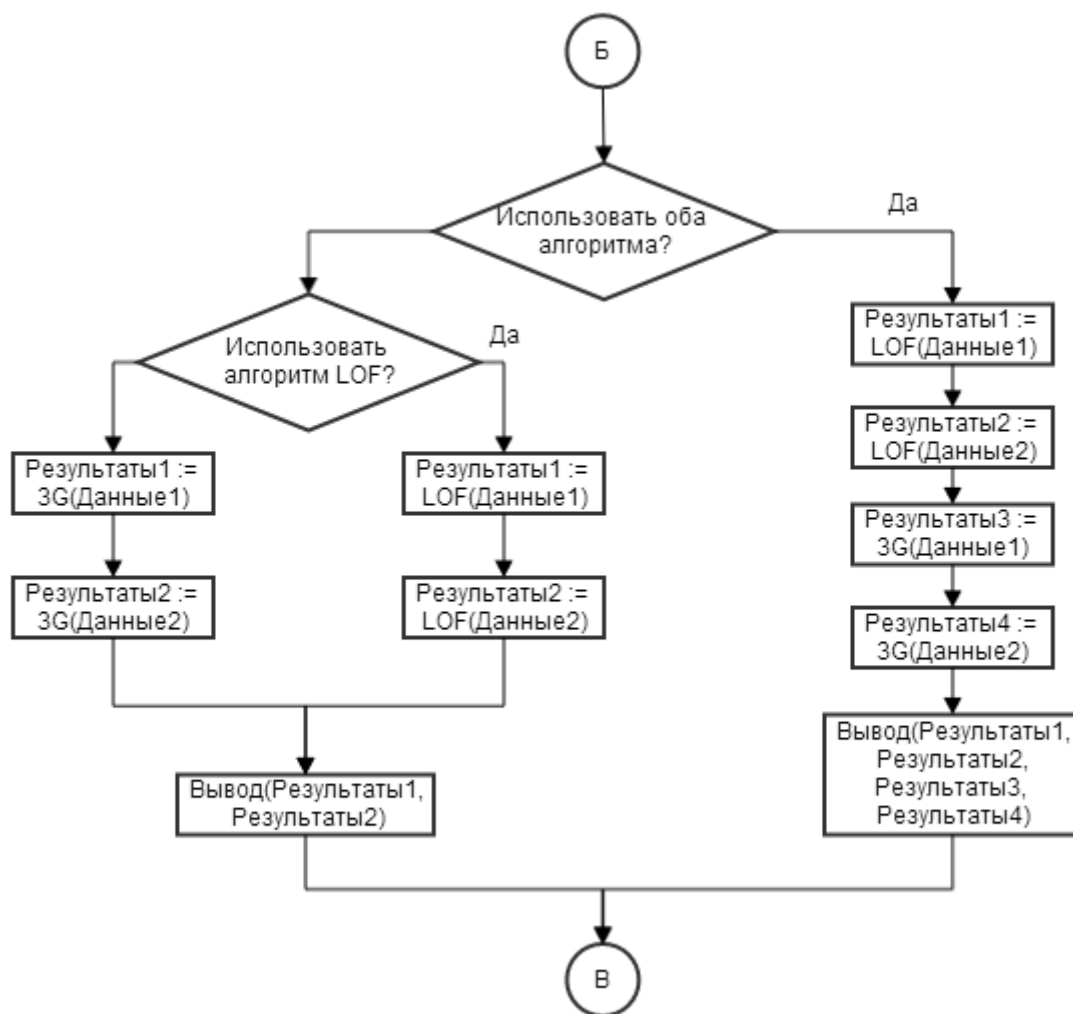 Б
Использовать оба
алгоритма?
Да
Использовать
алгоритм LOF?
Да
Результаты1 :=
3G(Данные1)
Результаты2 :=
3G(Данные2)
Результаты1 :=
LOF(Данные1)
Результаты2 :=
LOF(Данные2)
Вывод(Результаты1,
Результаты2)
Результаты1 :=
LOF(Данные1)
Результаты2 :=
LOF(Данные2)
Результаты3 :=
3G(Данные1)
Результаты4 :=
3G(Данные2)
Вывод(Результаты1,
Результаты2,
Результаты3,
Результаты4)
В